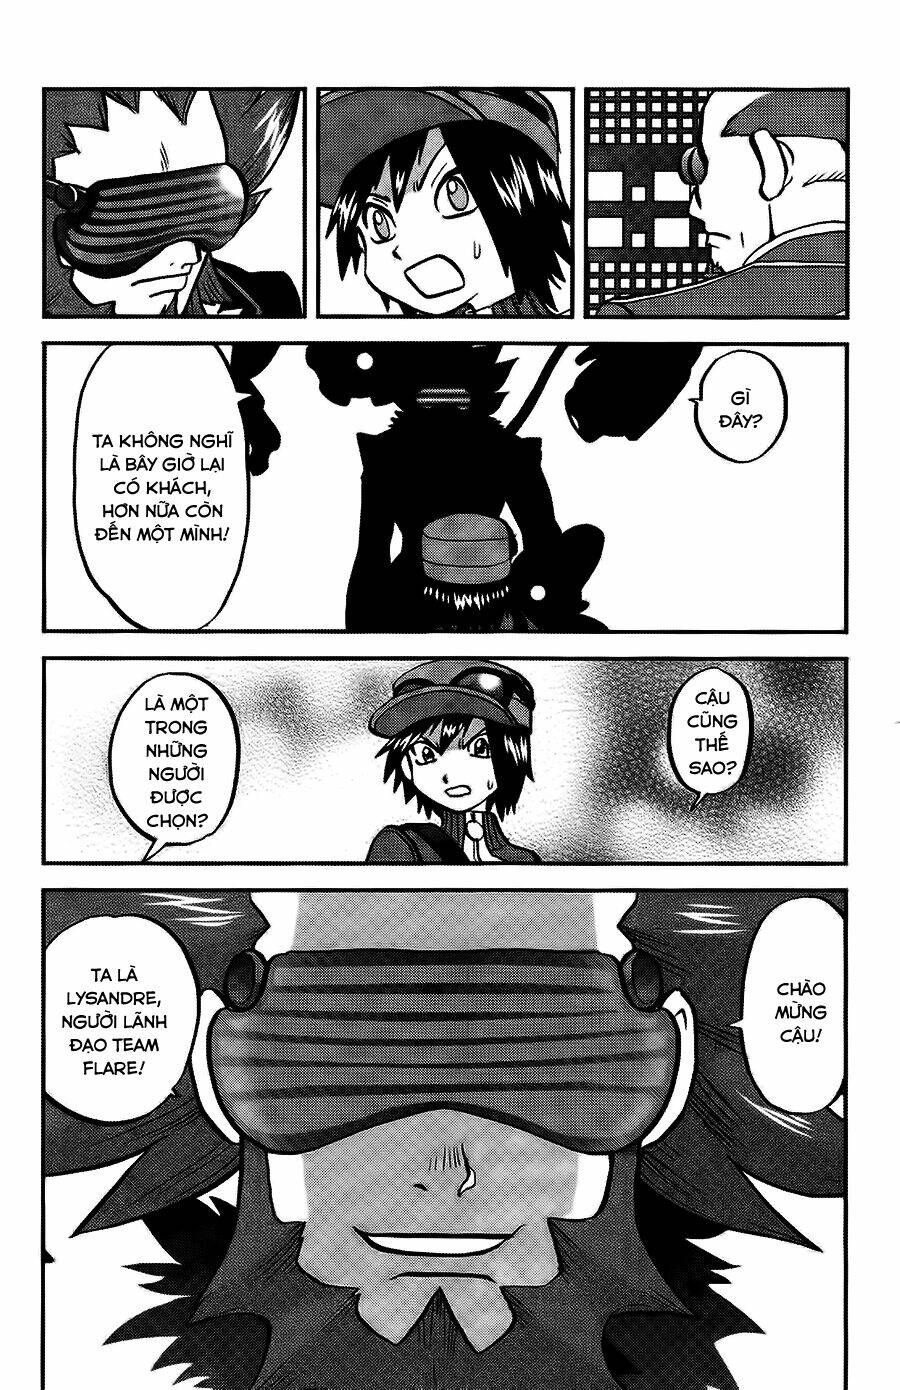 GÌ
ĐÂY?
TA KHÔNG NGHĨ
LÀ BÂY GIỜ LẠI
CÓ KHÁCH,
HƠN NỮA CÒN
ĐẾN MỘT MÌNH!
CẬU
CŨNG
THẾ
SAO?
LÀ MỘT
TRONG
NHỮNG
NGƯỜI
ĐƯỢC
CHỌN?
CHÀO
MỪNG
CẬU!
TA LÀ
LYSANDRE,
NGƯỜI LÃNH
ĐẠO TEAM
FLARE!